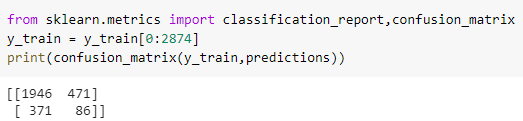 from sklearn.metrics import classification_report,confusion_matrix
y_train = y_train[0:2874]
print(confusion_matrix(y_train,predictions))
[[1946  471]
 [ 371   86]]